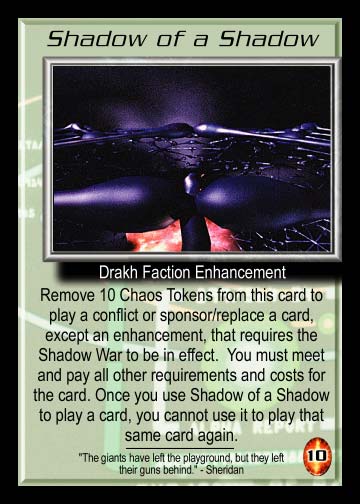 Shadow of a Shadow
Drakh Faction Enhancement
Remove 10 Chaos Tokens from this card to
play a conflict or sponsor/replace a card,
except an enhancement, that requires the
Shadow War to be in effect. You must meet
and pay all other requirements and costs for
the card. Once you use Shadow of a Shadow
to play a card, you cannot use it to play that
same card again.
"The giants have left the playground, but they left
their guns behind." - Sheridan
10